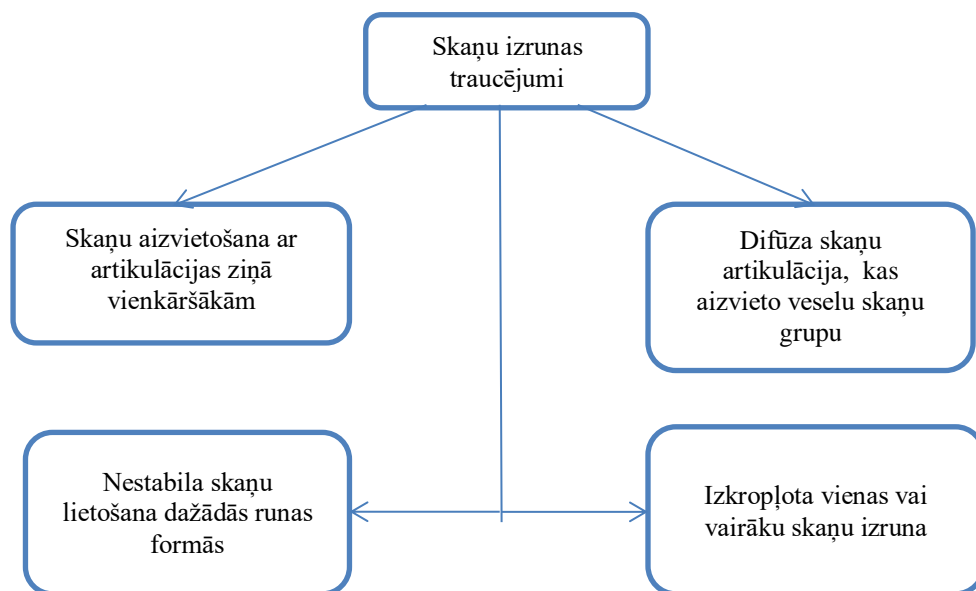 Skaņu izrunas
traucējumi
Skaņu aizvietošana ar
artikulācijas ziņā
vienkāršākām
Difūza skaņu
artikulācija, kas
aizvieto veselu skaņu
grupu
Nestabila skaņu
lietošana dažādās runas
formās
Izkropļota vienas vai
vairāku skaņu izruna